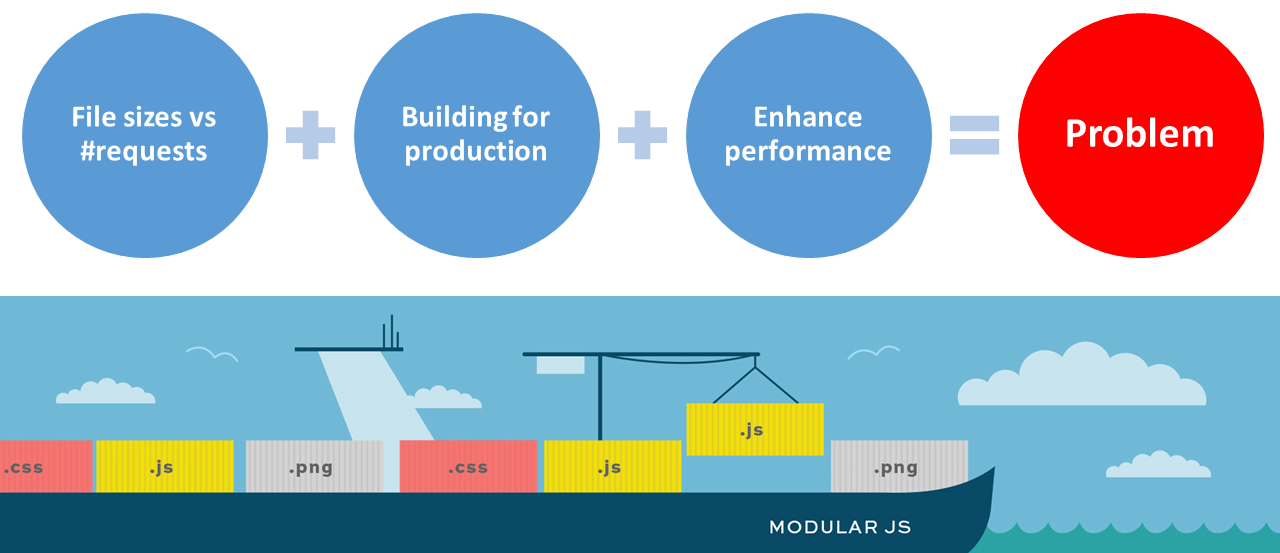 File sizes vs
#requests
Building for
production
Enhance
performance
Problem
.js
.css
.js
.png
.css
.js
.png
MODULAR JS